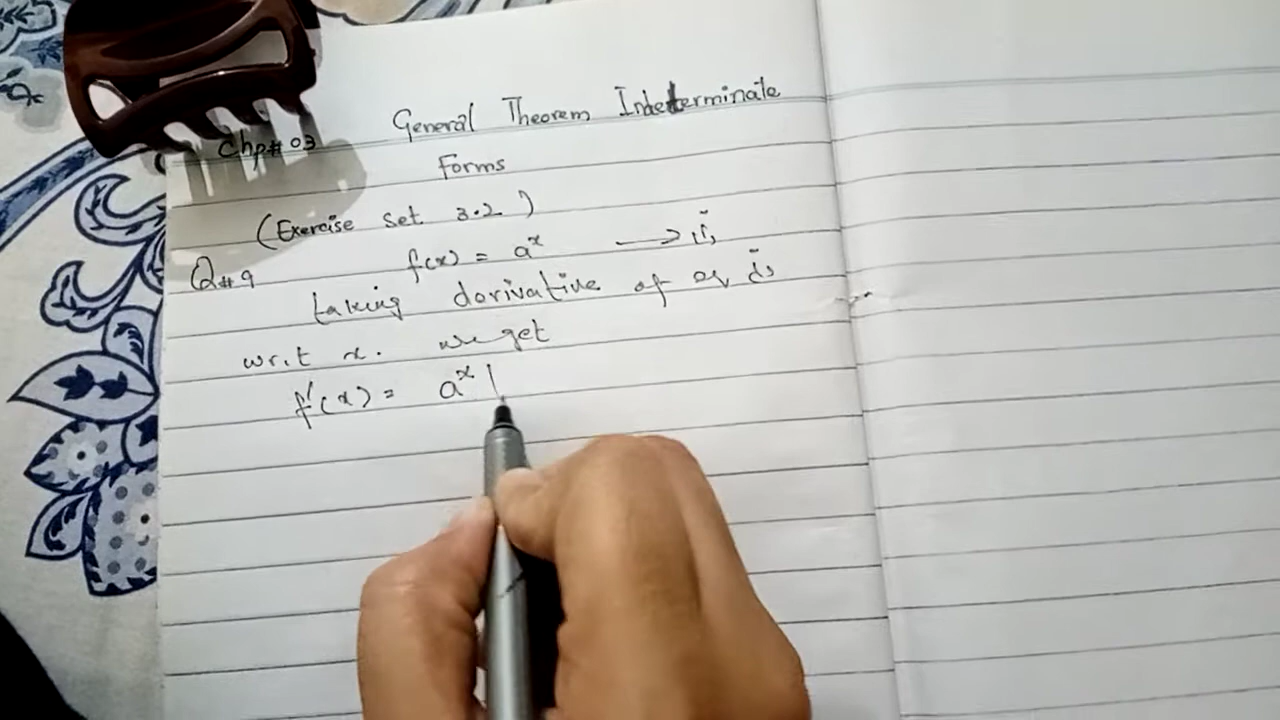 General Theorem Indeterminate
Chp# 03
Forms
(Exercise Set 3.2)
Q#9 f(x) = a^x → i,
taking derivative of eq i,
w.r.t x. we get
f'(x) = a^x l